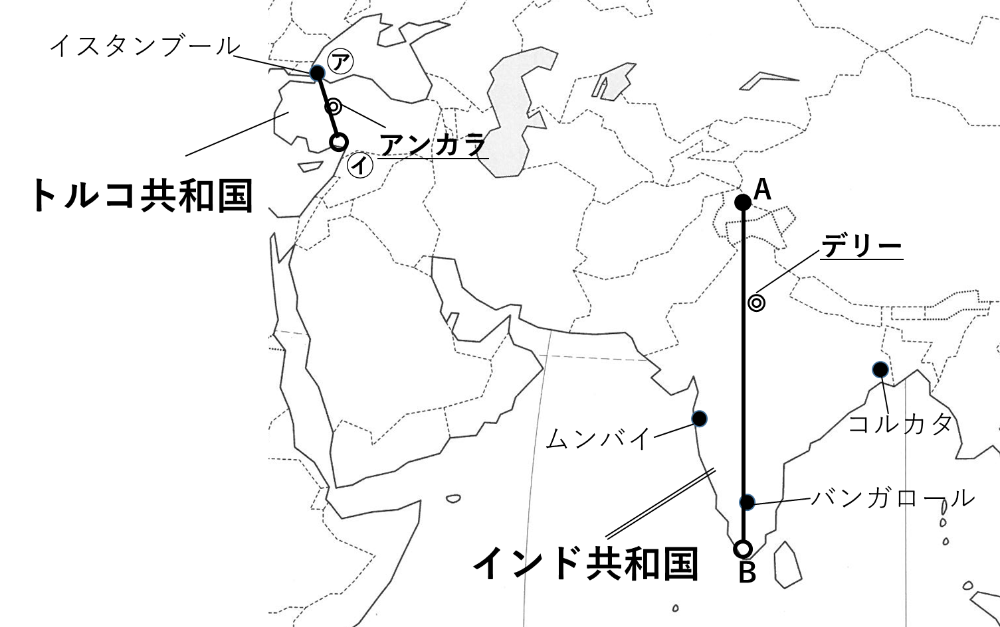 イスタンブール
ア
アンカラ
イ
トルコ共和国
A
デリー
コルカタ
ムンバイ
バンガロール
インド共和国
B